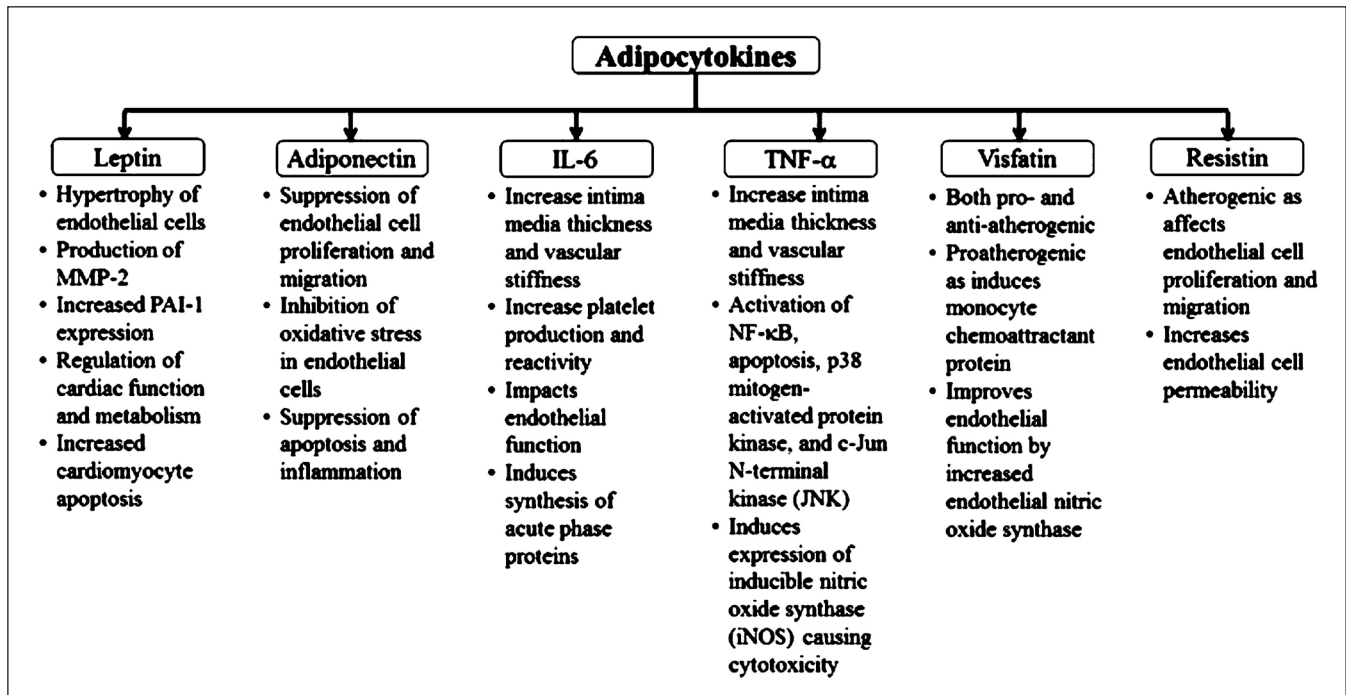 Adipocytokines
Leptin
• Hypertrophy of
endothelial cells
• Production of
MMP-2
• Increased PAI-1
expression
• Regulation of
cardiac function
and metabolism
• Increased
cardiomyocyte
apoptosis
Adiponectin
• Suppression of
endothelial cell
proliferation and
migration
• Inhibition of
oxidative stress
in endothelial
cells
• Suppression of
apoptosis and
inflammation
IL-6
• Increase intima
media thickness
and vascular
stiffness
• Increase platelet
production and
reactivity
• Impacts
endothelial
function
• Induces
synthesis of
acute phase
proteins
TNF-α
• Increase intima
media thickness
and vascular
stiffness
• Activation of
NF-κB,
apoptosis, p38
mitogen-
activated protein
kinase, and c-Jun
N-terminal
kinase (JNK)
• Induces
expression of
inducible nitric
oxide synthase
(iNOS) causing
cytotoxicity
Visfatin
• Both pro- and
anti-atherogenic
• Proatherogenic
as induces
monocyte
chemoattractant
protein
• Improves
endothelial
function by
increased
endothelial nitric
oxide synthase
Resistin
• Atherogenic as
affects
endothelial cell
proliferation and
migration
• Increases
endothelial cell
permeability